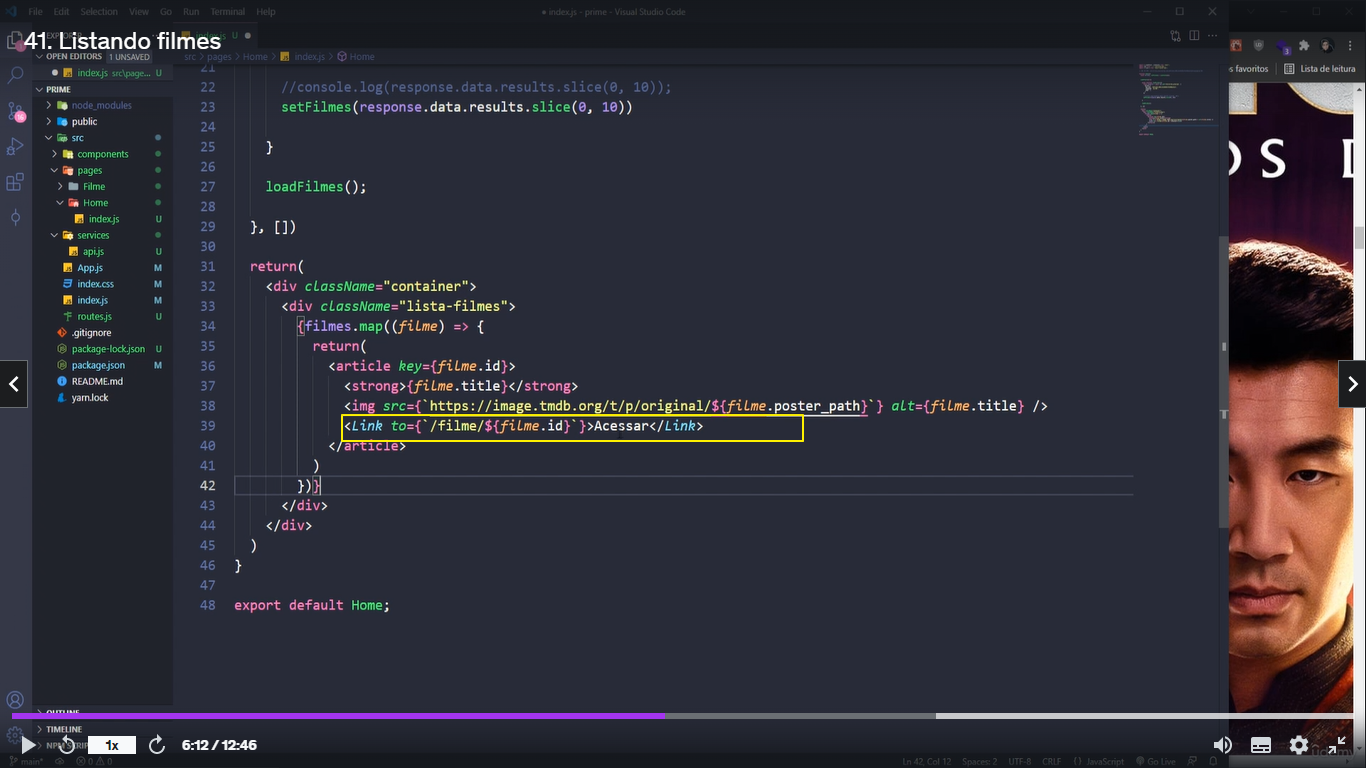 File Edit Selection View Go Run Terminal Help
● index.js - prime - Visual Studio Code
41. Listando filmes
index.js U
OPEN EDITORS 1 UNSAVED
index.js src\page... U
PRIME
node_modules
public
src
components
pages
Filme
Home
index.js U
services
api.js U
App.js M
index.css M
index.js M
routes.js U
.gitignore
package-lock.json U
package.json M
README.md
yarn.lock
OUTLINE
TIMELINE
src > pages > Home > index.js > Home
21
22 //console.log(response.data.results.slice(0, 10));
23 setFilmes(response.data.results.slice(0, 10))
24
25 }
26
27 loadFilmes();
28
29 }, [])
30
31 return(
32 <div className="container">
33 <div className="lista-filmes">
34 {filmes.map((filme) => {
35 return(
36 <article key={filme.id}>
37 <strong>{filme.title}</strong>
38 <img src={`https://image.tmdb.org/t/p/original/${filme.poster_path}`} alt={filme.title} />
39 <Link to={`/filme/${filme.id}`}>Acessar</Link>
40 </article>
41 )
42 })}
43 </div>
44 </div>
45 )
46 }
47
48 export default Home;
s favoritos Lista de leitura
S
1x 6:12 / 12:46
main* 0 0
Ln 42, Col 12 Spaces: 2 UTF-8 CRLF JavaScript Go Live
ûdemy